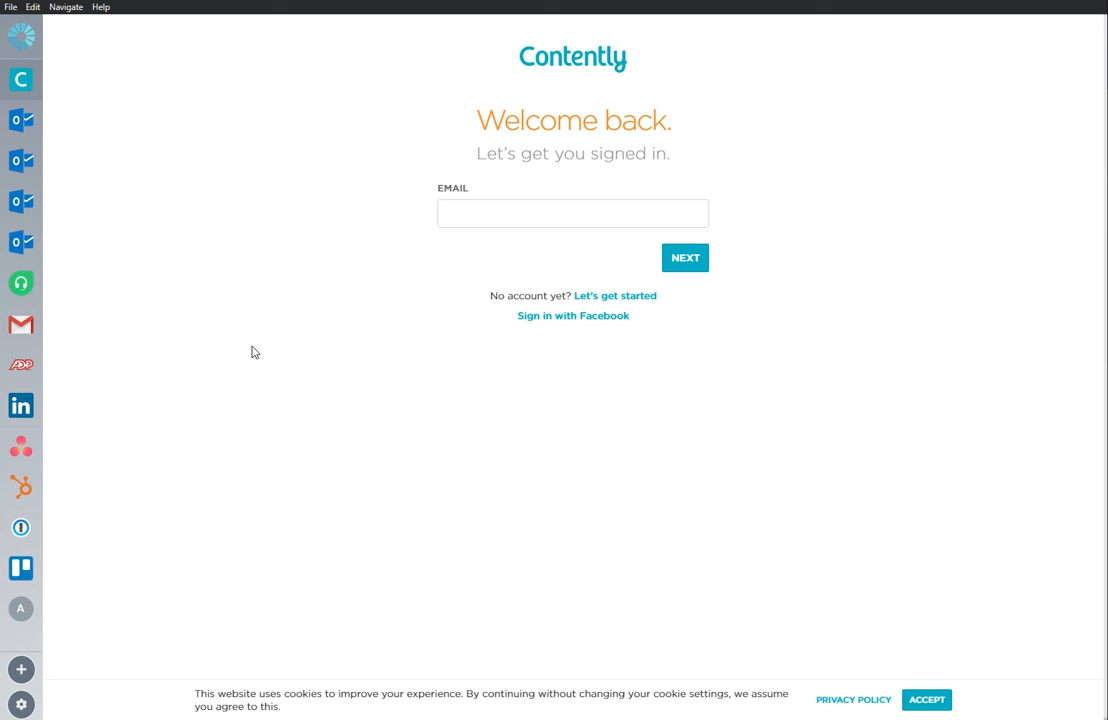 File Edit Navigate Help
Contently
C
Welcome back.
Let's get you signed in.
EMAIL
NEXT
No account yet? Let's get started
Sign in with Facebook
O
O
O
O
ADP
in
A
This website uses cookies to improve your experience. By continuing without changing your cookie settings, we assume
you agree to this.
PRIVACY POLICY
ACCEPT